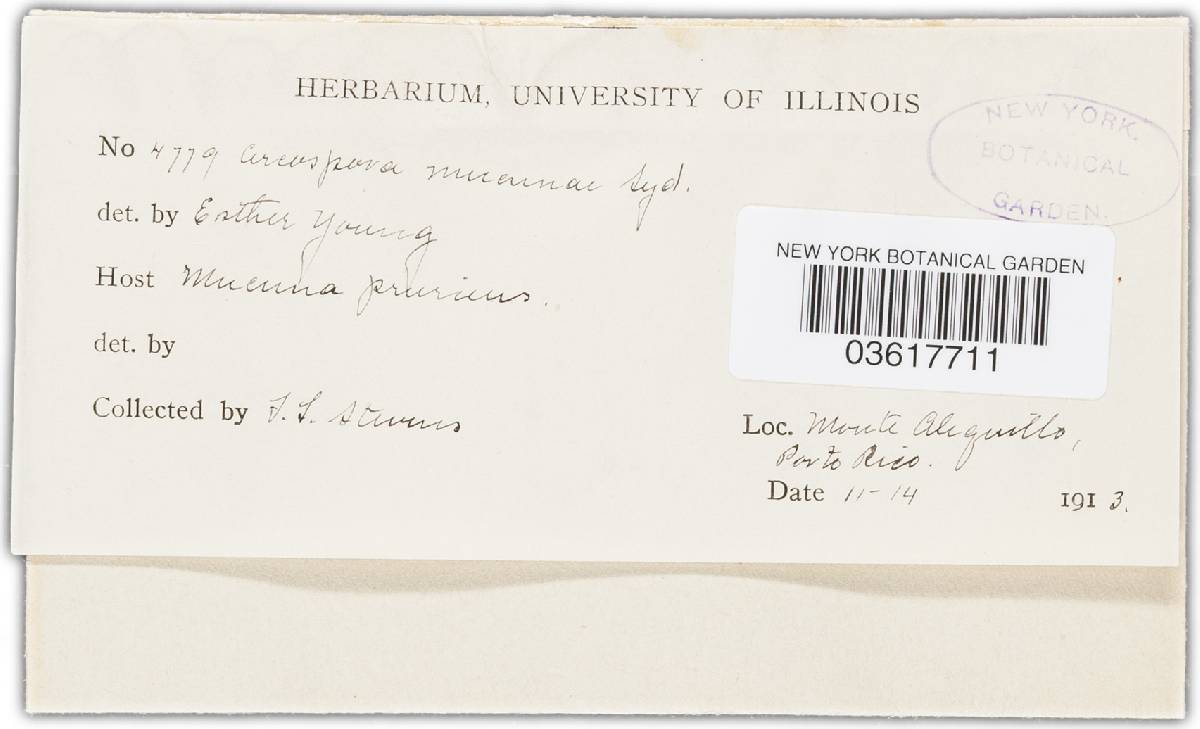 HERBARIUM, UNIVERSITY OF ILLINOIS
NEW YORK.
BOTANICAL
GARDEN.
No 4779 Cercospora mucunae Syd.
det. by Esther Young
Host Mucuna pruriens.
det. by
Collected by F. L. Stevens
NEW YORK BOTANICAL GARDEN
03617711
Loc. Monte Alegrillo,
Porto Rico.
Date 11-14 1913.